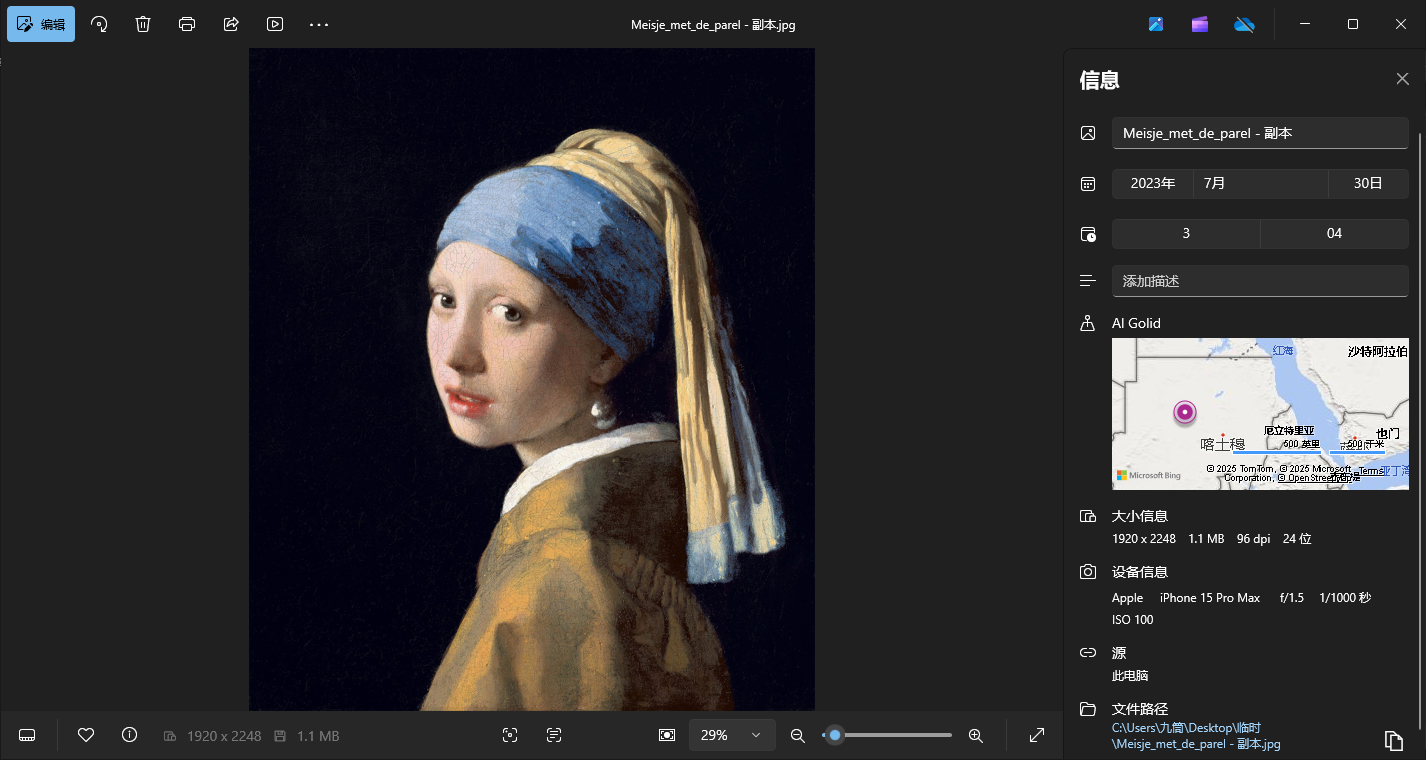 编辑
Meisje_met_de_parel - 副本.jpg
信息
Meisje_met_de_parel - 副本
2023年 7月 30日
3 04
添加描述
Al Golid
红海 沙特阿拉伯
厄立特里亚 也门
喀土穆 500 英里 500 千米
© 2025 TomTom, © 2025 Microsoft Terms 亚丁湾
Microsoft Bing Corporation, © OpenStreetMap
大小信息
1920 x 2248 1.1 MB 96 dpi 24 位
设备信息
Apple iPhone 15 Pro Max f/1.5 1/1000 秒
ISO 100
源
此电脑
文件路径
C:\Users\九筒\Desktop\临时
\Meisje_met_de_parel - 副本.jpg
1920 x 2248 1.1 MB 29%